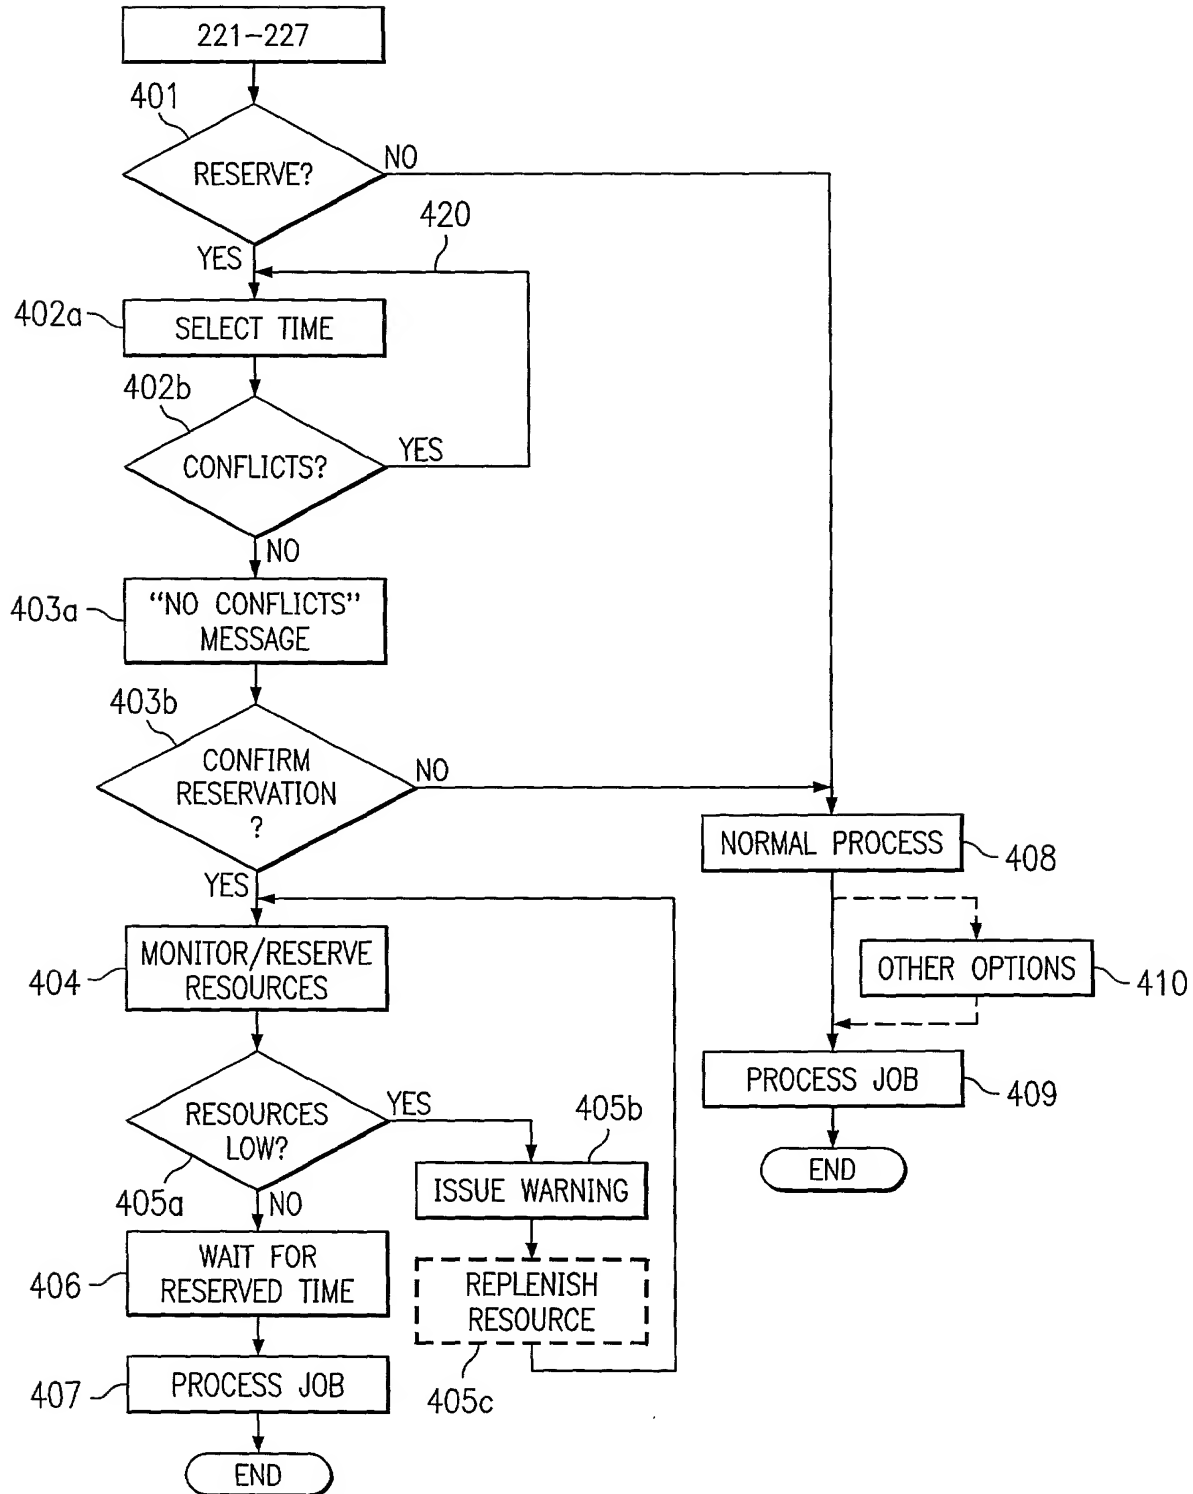 221-227
401
RESERVE?
NO
YES
420
402a
SELECT TIME
402b
CONFLICTS?
YES
NO
403a
"NO CONFLICTS"
MESSAGE
403b
CONFIRM
RESERVATION
?
NO
YES
NORMAL PROCESS
408
404
MONITOR/RESERVE
RESOURCES
OTHER OPTIONS
410
PROCESS JOB
409
END
RESOURCES
LOW?
YES
405a
NO
405b
ISSUE WARNING
406
WAIT FOR
RESERVED TIME
REPLENISH
RESOURCE
405c
407
PROCESS JOB
END